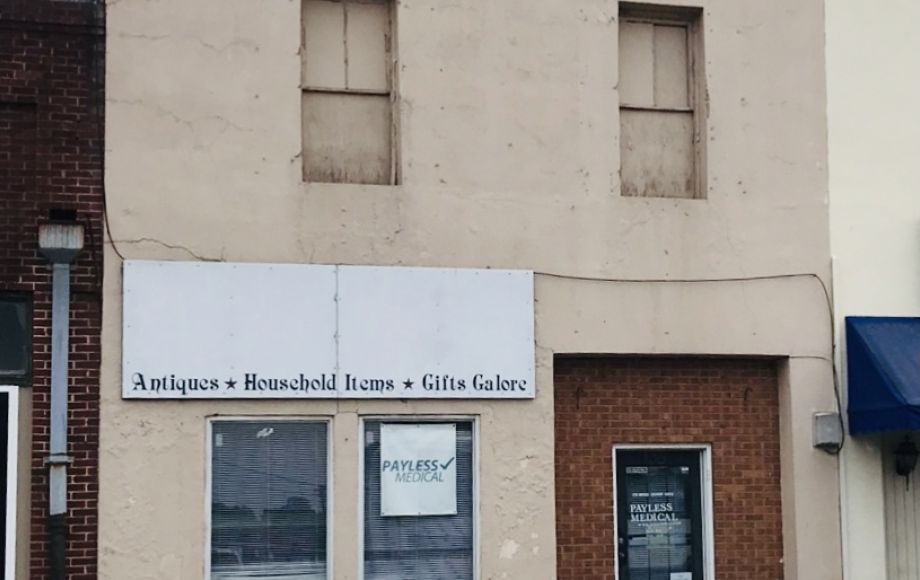 Antiques ★ Household Items ★ Gifts Galore
PAYLESS✓
MEDICAL
PAYLESS
MEDICAL